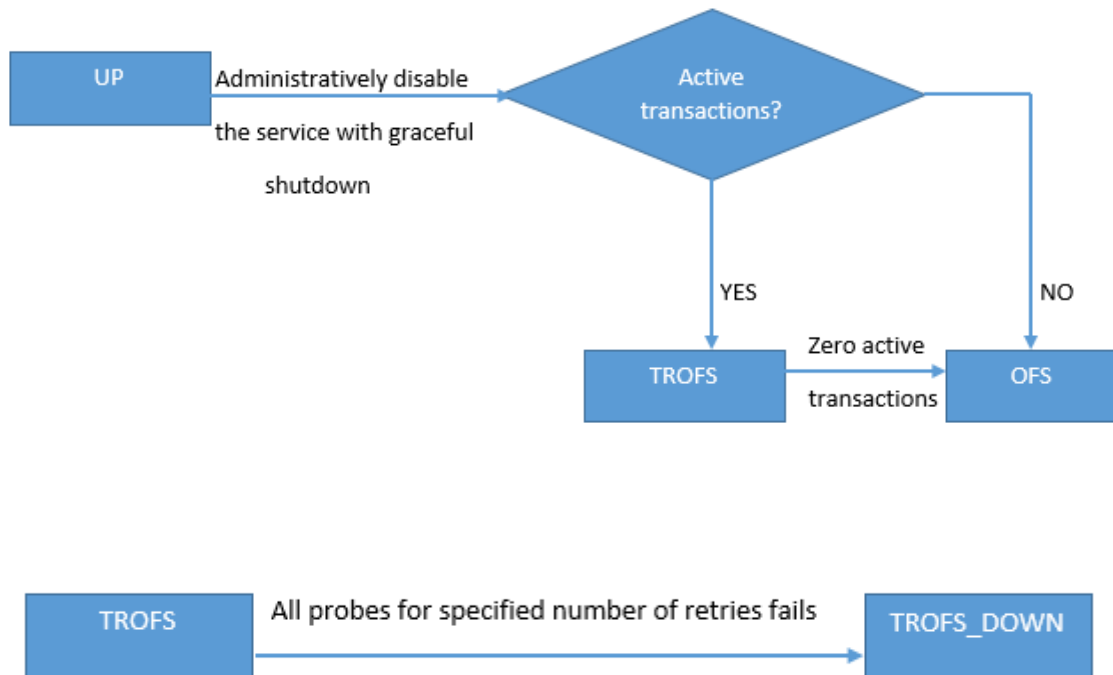 UP
Administratively disable
the service with graceful
shutdown
Active
transactions?
YES
NO
TROFS
Zero active
transactions
OFS
TROFS
All probes for specified number of retries fails
TROFS_DOWN